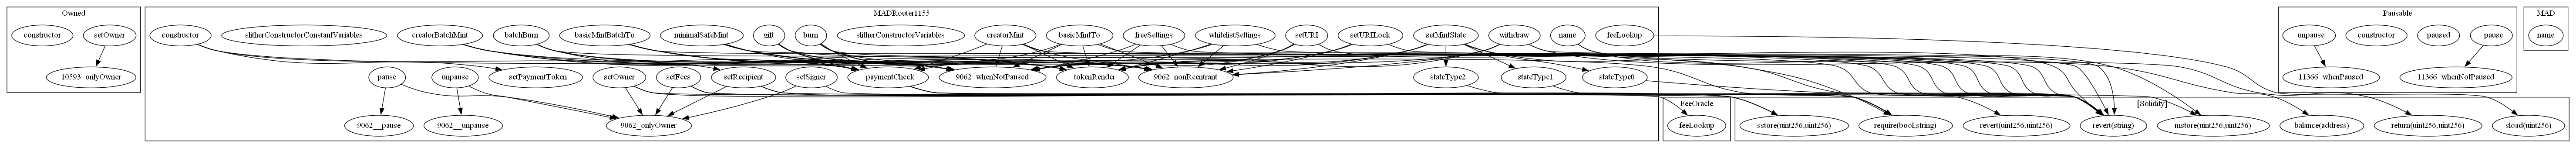 Owned
constructor
setOwner
10593_onlyOwner
MADRouter1155
constructor
slitherConstructorConstantVariables
creatorBatchMint
batchBurn
basicMintBatchTo
minimalSafeMint
gift
burn
slitherConstructorVariables
creatorMint
basicMintTo
freeSettings
whitelistSettings
setURI
setURILock
setMintState
withdraw
name
feeLookup
pause
unpause
_setPaymentToken
setOwner
setFees
setRecipient
setSigner
_paymentCheck
9062_whenNotPaused
_tokenRender
9062_nonReentrant
_stateType2
_stateType1
_stateType0
9062__pause
9062__unpause
9062_onlyOwner
FeeOracle
feeLookup
[Solidity]
sstore(uint256,uint256)
require(bool,string)
revert(uint256,uint256)
revert(string)
mstore(uint256,uint256)
balance(address)
return(uint256,uint256)
sload(uint256)
Pausable
_unpause
constructor
paused
_pause
11366_whenPaused
11366_whenNotPaused
MAD
name